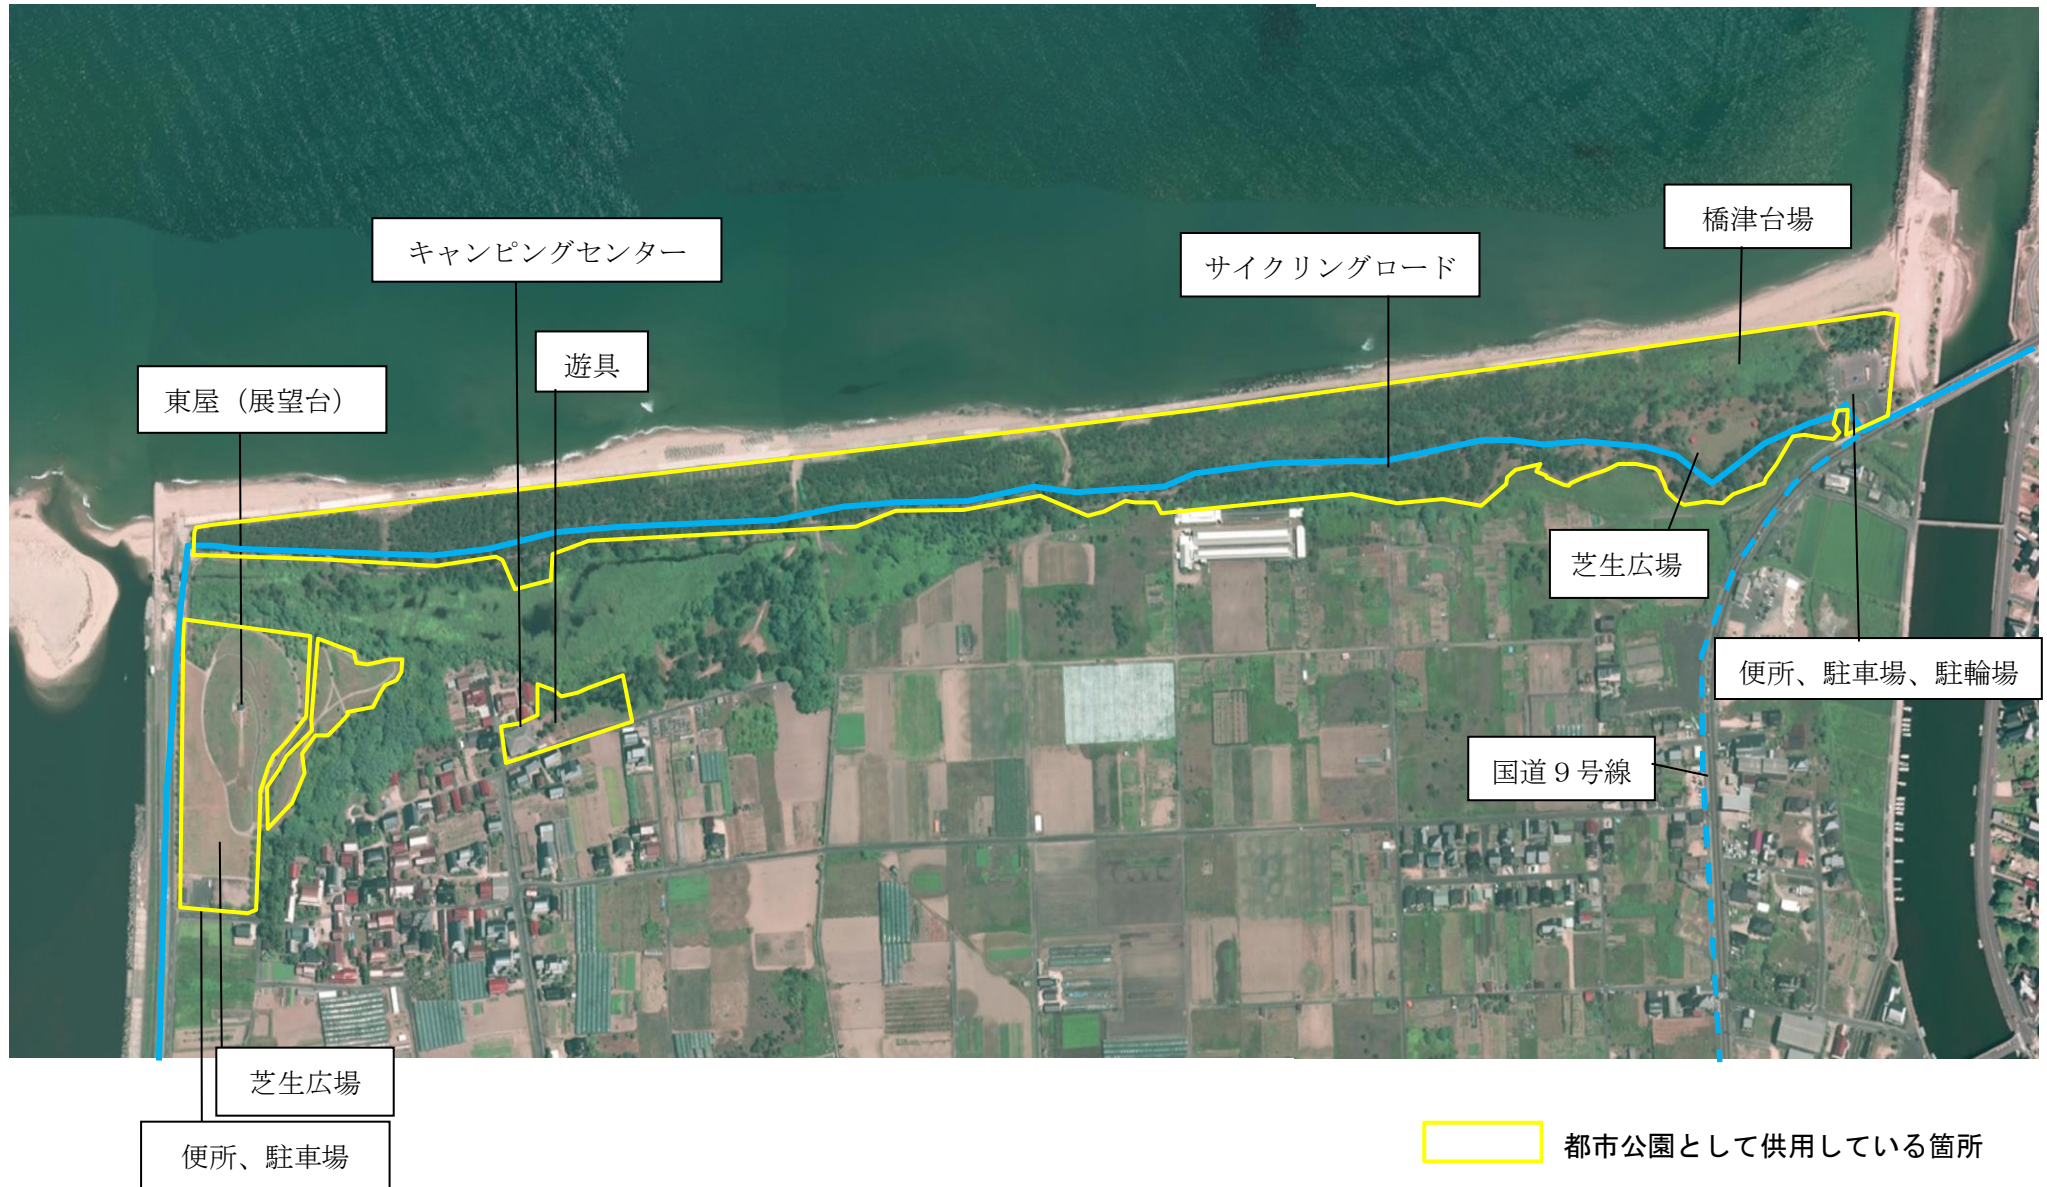 橋津台場
キャンピングセンター
サイクリングロード
遊具
東屋（展望台）
芝生広場
便所、駐車場、駐輪場
国道９号線
芝生広場
便所、駐車場
都市公園として供用している箇所